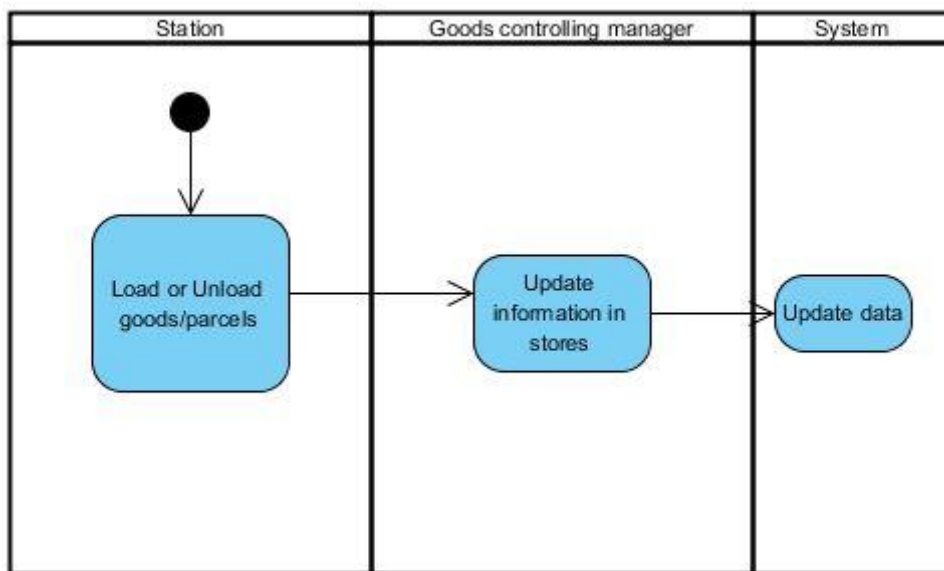 Station
Goods controlling manager
System
Load or Unload
goods/parcels
Update
information in
stores
Update data